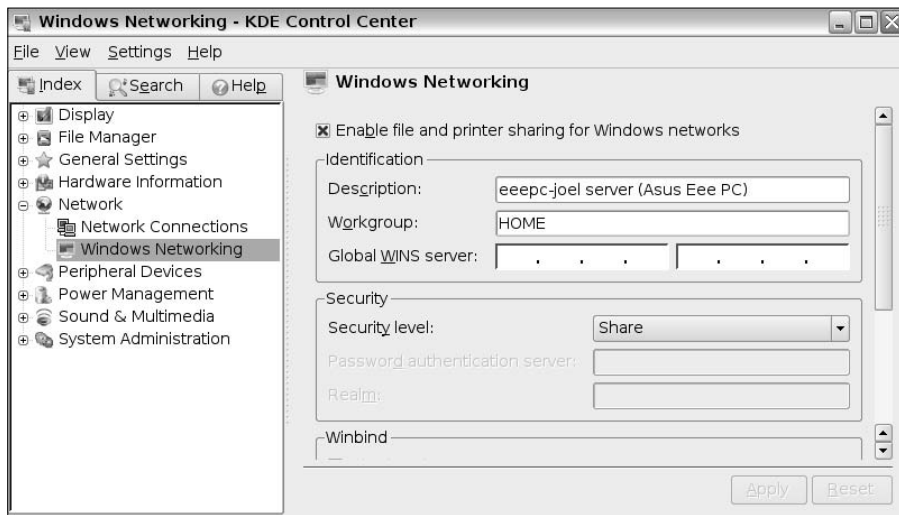 Windows Networking - KDE Control Center
File View Settings Help
Index Search Help
Display
File Manager
General Settings
Hardware Information
Network
Network Connections
Windows Networking
Peripheral Devices
Power Management
Sound & Multimedia
System Administration
Windows Networking
Enable file and printer sharing for Windows networks
Identification
Description: eeepc-joel server (Asus Eee PC)
Workgroup: HOME
Global WINS server: . . . . . .
Security
Security level: Share
Password authentication server:
Realm:
Winbind
Apply Reset